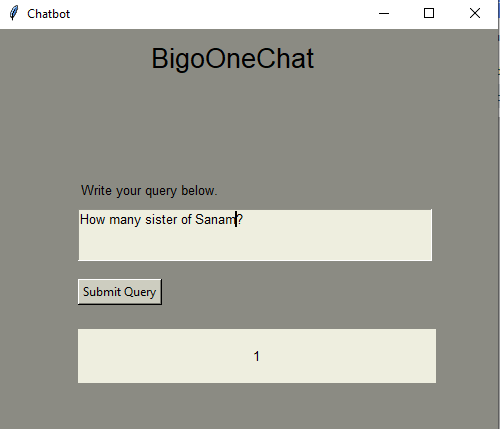 Chatbot
BigoOneChat
Write your query below.
How many sister of Sanam?
Submit Query
1